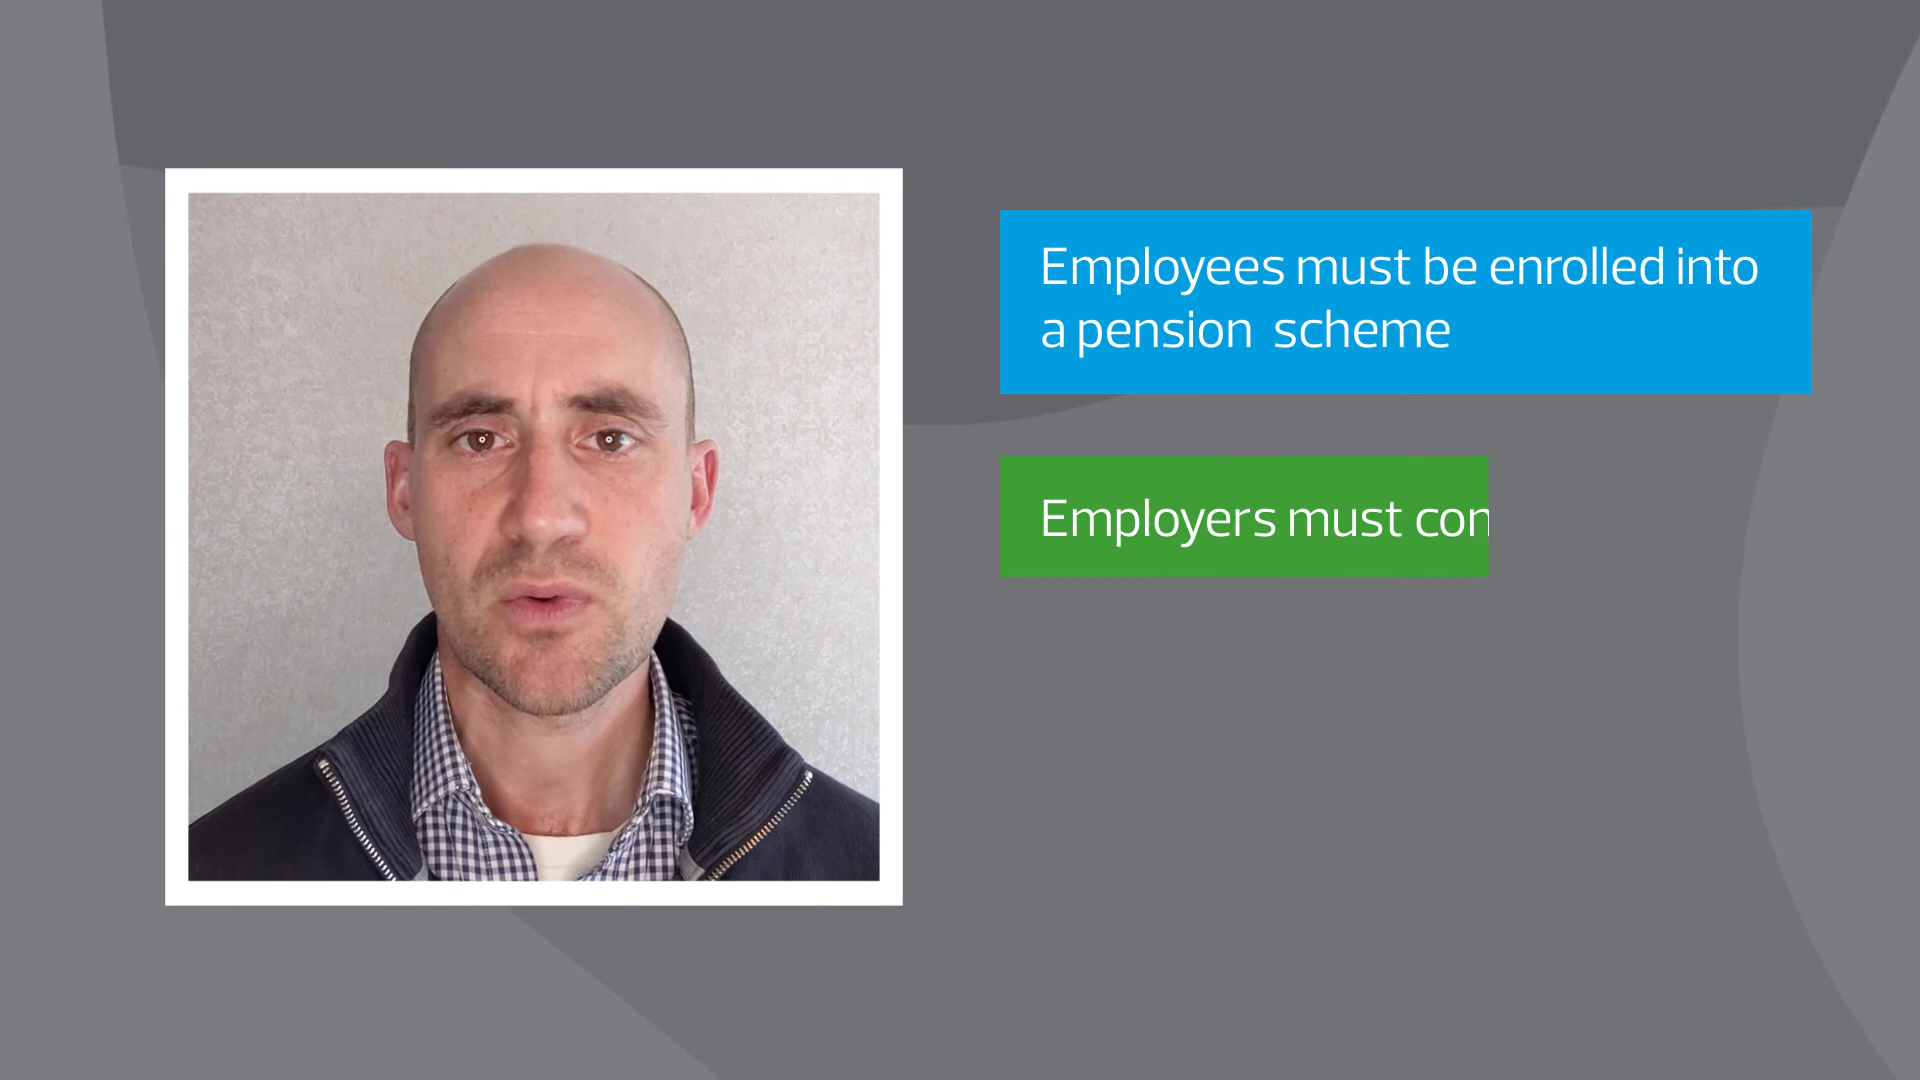 Employees must be enrolled into
a pension scheme
Employers must con